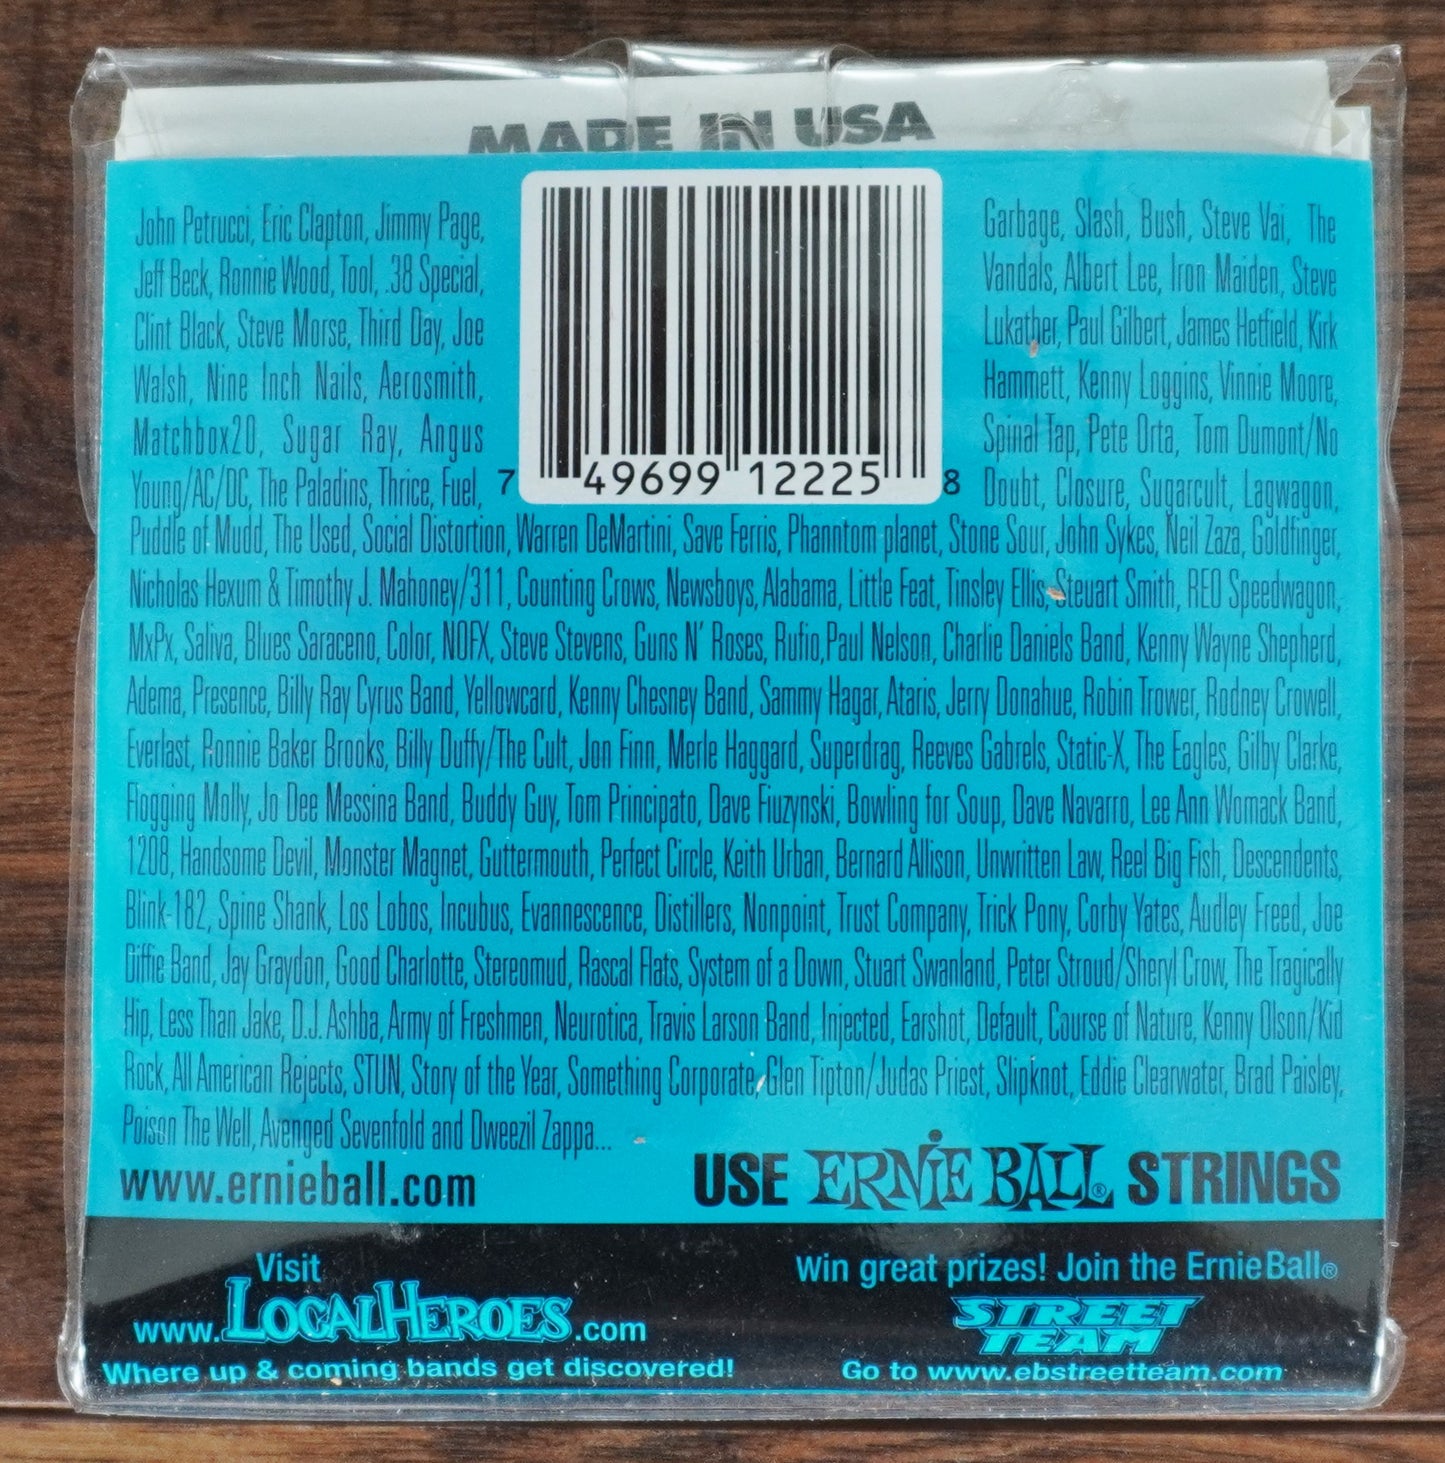 MADE IN USA
John Petrucci, Eric Clapton, Jimmy Page,
Jeff Beck, Ronnie Wood, Tool, .38 Special,
Clint Black, Steve Morse, Third Day, Joe
Walsh, Nine Inch Nails, Aerosmith,
Matchbox20, Sugar Ray, Angus
Young/AC/DC, The Paladins, Thrice, Fuel,
7 49699 12225 8
Garbage, Slash, Bush, Steve Vai, The
Vandals, Albert Lee, Iron Maiden, Steve
Lukather, Paul Gilbert, James Hetfield, Kirk
Hammett, Kenny Loggins, Vinnie Moore,
Spinal Tap, Pete Orta, Tom Dumont/No
Doubt, Closure, Sugarcult, Lagwagon,
Puddle of Mudd, The Used, Social Distortion, Warren DeMartini, Save Ferris, Phanntom planet, Stone Sour, John Sykes, Neil Zaza, Goldfinger,
Nicholas Hexum & Timothy J. Mahoney/311, Counting Crows, Newsboys, Alabama, Little Feat, Tinsley Ellis, Steuart Smith, REO Speedwagon,
MxPx, Saliva, Blues Saraceno, Color, NOFX, Steve Stevens, Guns N' Roses, Rufio,Paul Nelson, Charlie Daniels Band, Kenny Wayne Shepherd,
Adema, Presence, Billy Ray Cyrus Band, Yellowcard, Kenny Chesney Band, Sammy Hagar, Ataris, Jerry Donahue, Robin Trower, Rodney Crowell,
Everlast, Ronnie Baker Brooks, Billy Duffy/The Cult, Jon Finn, Merle Haggard, Superdrag, Reeves Gabrels, Static-X, The Eagles, Gilby Clarke,
Flogging Molly, Jo Dee Messina Band, Buddy Guy, Tom Principato, Dave Fiuzynski, Bowling for Soup, Dave Navarro, Lee Ann Womack Band,
1208, Handsome Devil, Monster Magnet, Guttermouth, Perfect Circle, Keith Urban, Bernard Allison, Unwritten Law, Reel Big Fish, Descendents,
Blink-182, Spine Shank, Los Lobos, Incubus, Evannescence, Distillers, Nonpoint, Trust Company, Trick Pony, Corby Yates, Audley Freed, Joe
Diffie Band, Jay Graydon, Good Charlotte, Stereomud, Rascal Flats, System of a Down, Stuart Swanland, Peter Stroud/Sheryl Crow, The Tragically
Hip, Less Than Jake, D.J. Ashba, Army of Freshmen, Neurotica, Travis Larson Band, Injected, Earshot, Default, Course of Nature, Kenny Olson/Kid
Rock, All American Rejects, STUN, Story of the Year, Something Corporate, Glen Tipton/Judas Priest, Slipknot, Eddie Clearwater, Brad Paisley,
Poison The Well, Avenged Sevenfold and Dweezil Zappa...
www.ernieball.com
USE ERNIE BALL® STRINGS
Visit
www.LOCALHEROES.com
Where up & coming bands get discovered!
Win great prizes! Join the Ernie Ball®
STREET
TEAM
Go to www.ebstreetteam.com